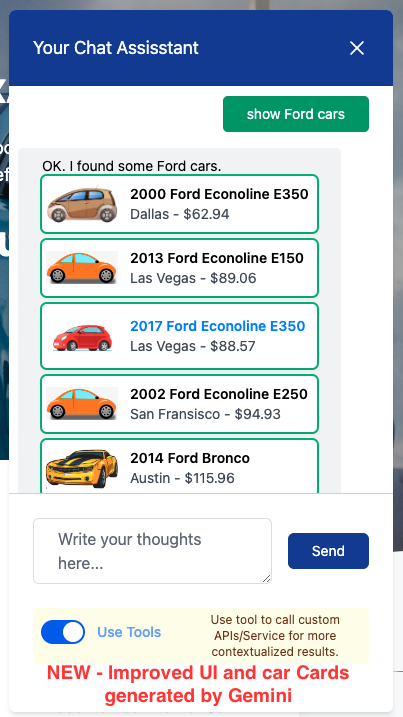 Your Chat Assisstant
show Ford cars
OK. I found some Ford cars.
2000 Ford Econoline E350
Dallas - $62.94
2013 Ford Econoline E150
Las Vegas - $89.06
2017 Ford Econoline E350
Las Vegas - $88.57
2002 Ford Econoline E250
San Fransisco - $94.93
2014 Ford Bronco
Austin - $115.96
Write your thoughts
here...
Send
Use Tools
Use tool to call custom
APIs/Service for more
contextualized results.
NEW - Improved UI and car Cards
generated by Gemini